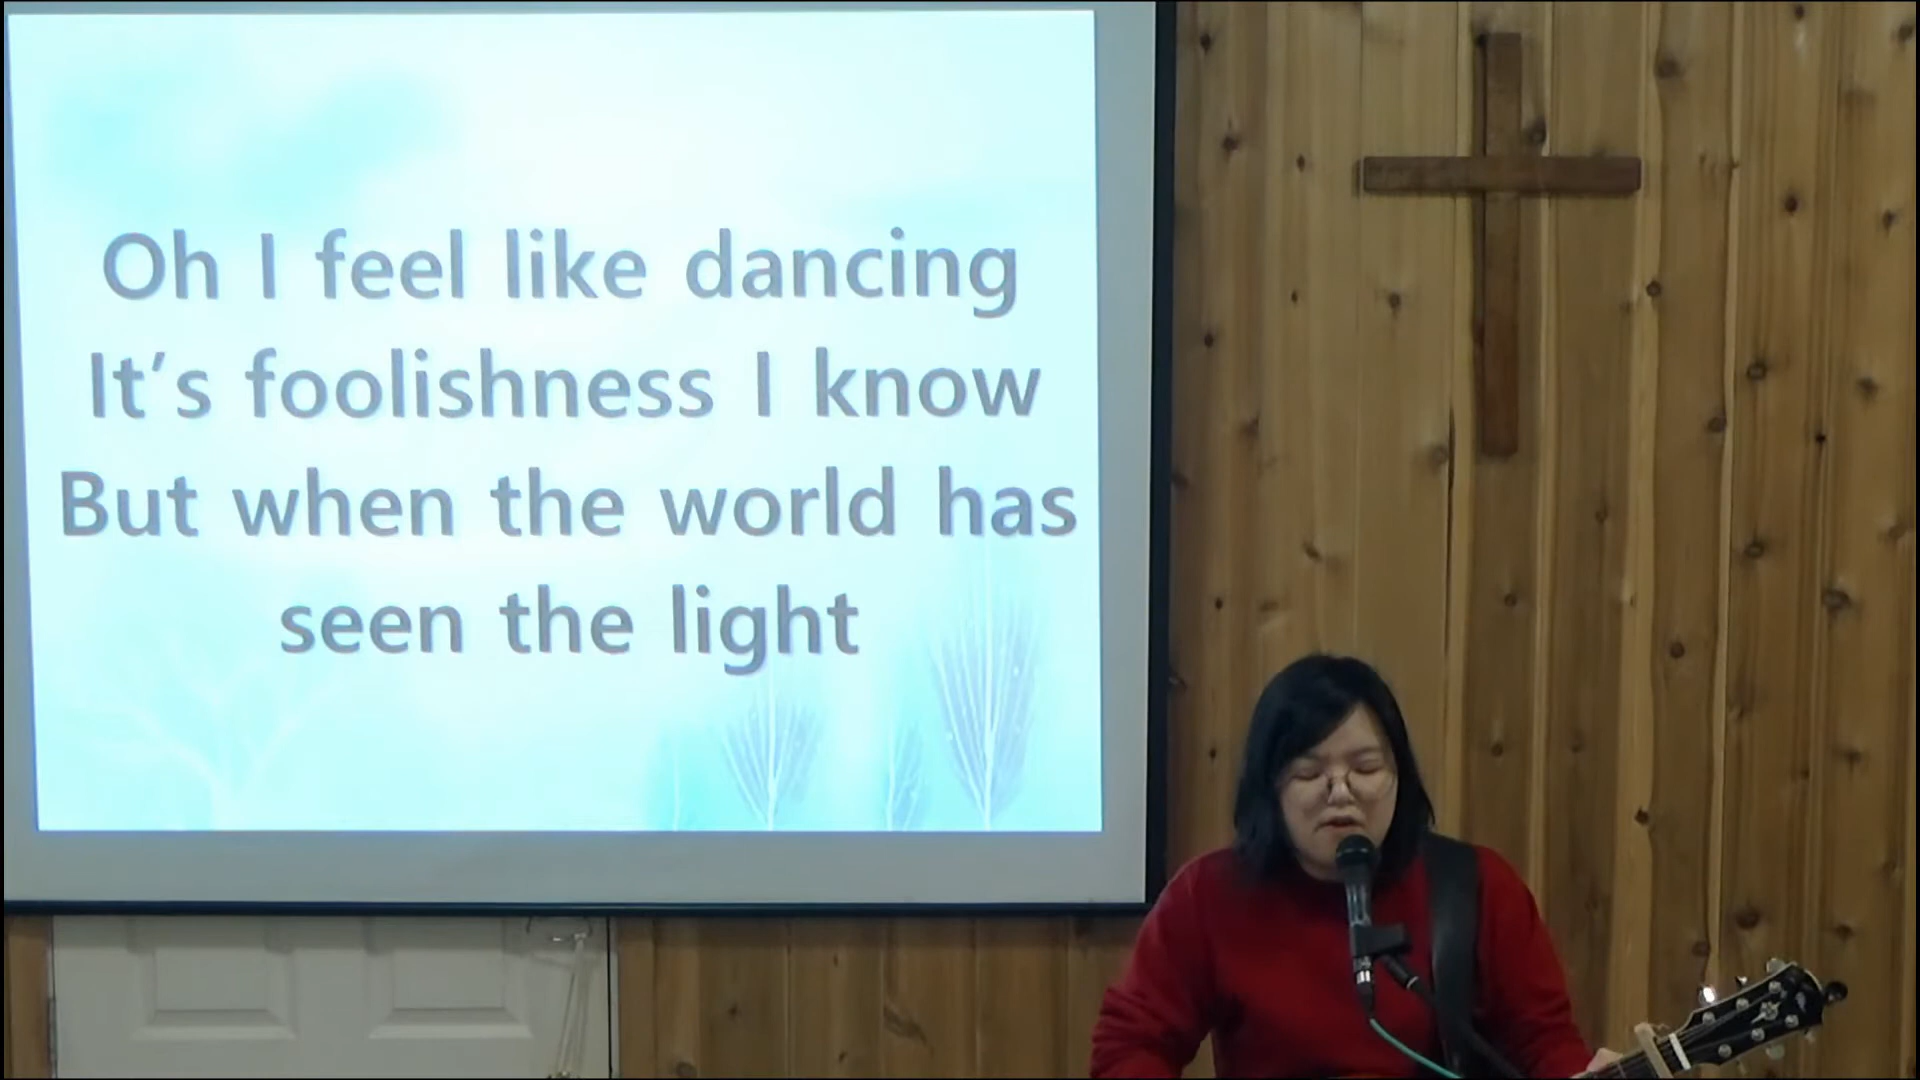 Oh I feel like dancing
It's foolishness I know
But when the world has
seen the light